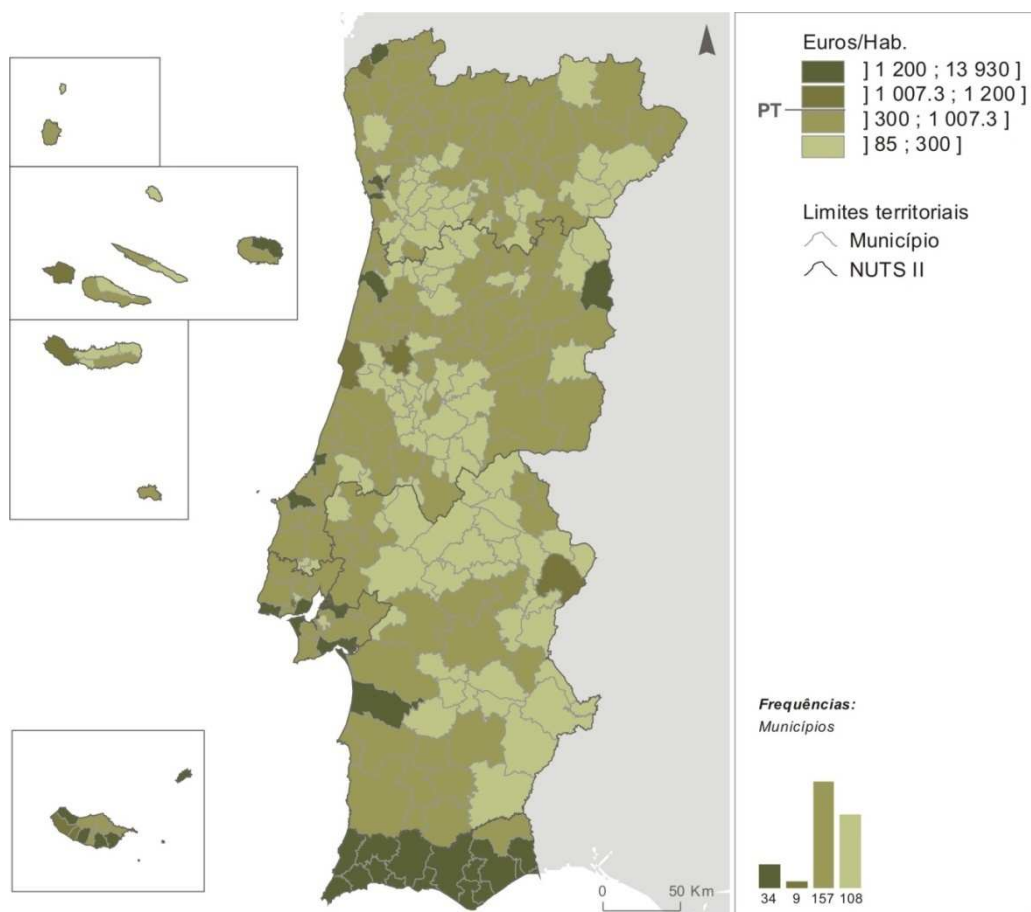 Euros/Hab.
] 1 200 ; 13 930 ]
] 1 007.3 ; 1 200 ]
PT
] 300 ; 1 007.3 ]
] 85 ; 300 ]
Limites territoriais
Município
NUTS II
Frequências:
Municípios
34 9 157 108
0 50 Km